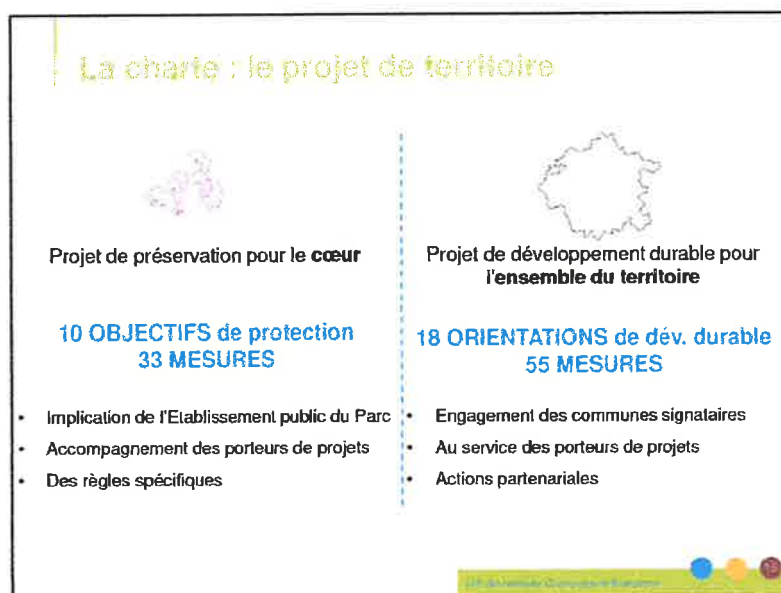 La charte : le projet de territoire
Projet de préservation pour le cœur
10 OBJECTIFS de protection
33 MESURES
• Implication de l'Etablissement public du Parc
• Accompagnement des porteurs de projets
• Des règles spécifiques
Projet de développement durable pour
l'ensemble du territoire
18 ORIENTATIONS de dév. durable
55 MESURES
• Engagement des communes signataires
• Au service des porteurs de projets
• Actions partenariales